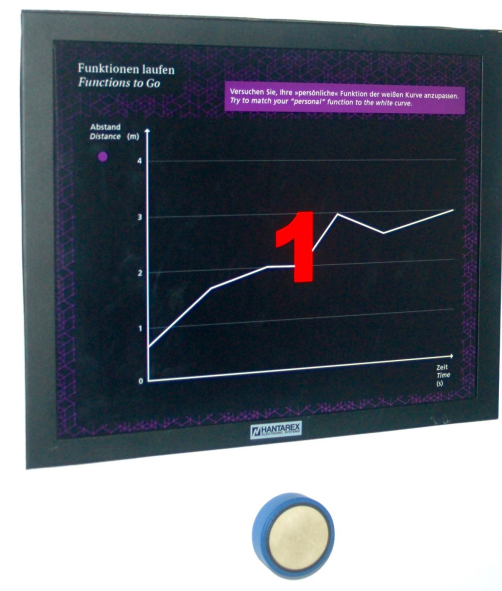 Funktionen laufen
Functions to Go
Versuchen Sie, Ihre »persönliche« Funktion der weißen Kurve anzupassen.
Try to match your "personal" function to the white curve.
Abstand
Distance (m)
4
3
2
1
0
1
Zeit
Time
(s)
HANTAREX